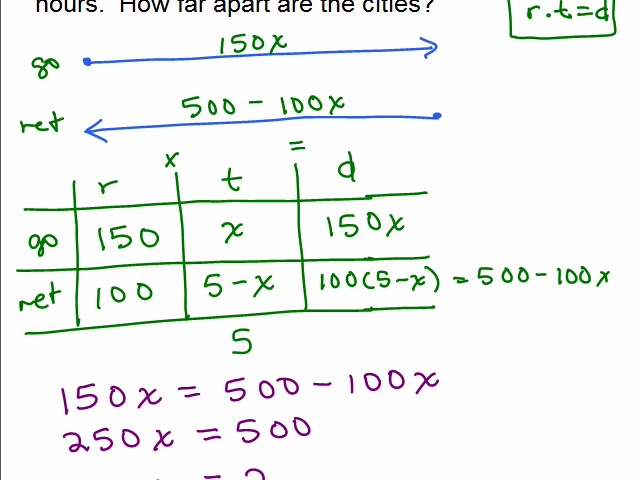 hours. How far apart are the cities?
r.t=d
go 150x
ret 500 - 100x
r x t = d
go 150 x 150x
ret 100 5-x 100(5-x) = 500-100x
5
150x = 500 - 100x
250x = 500